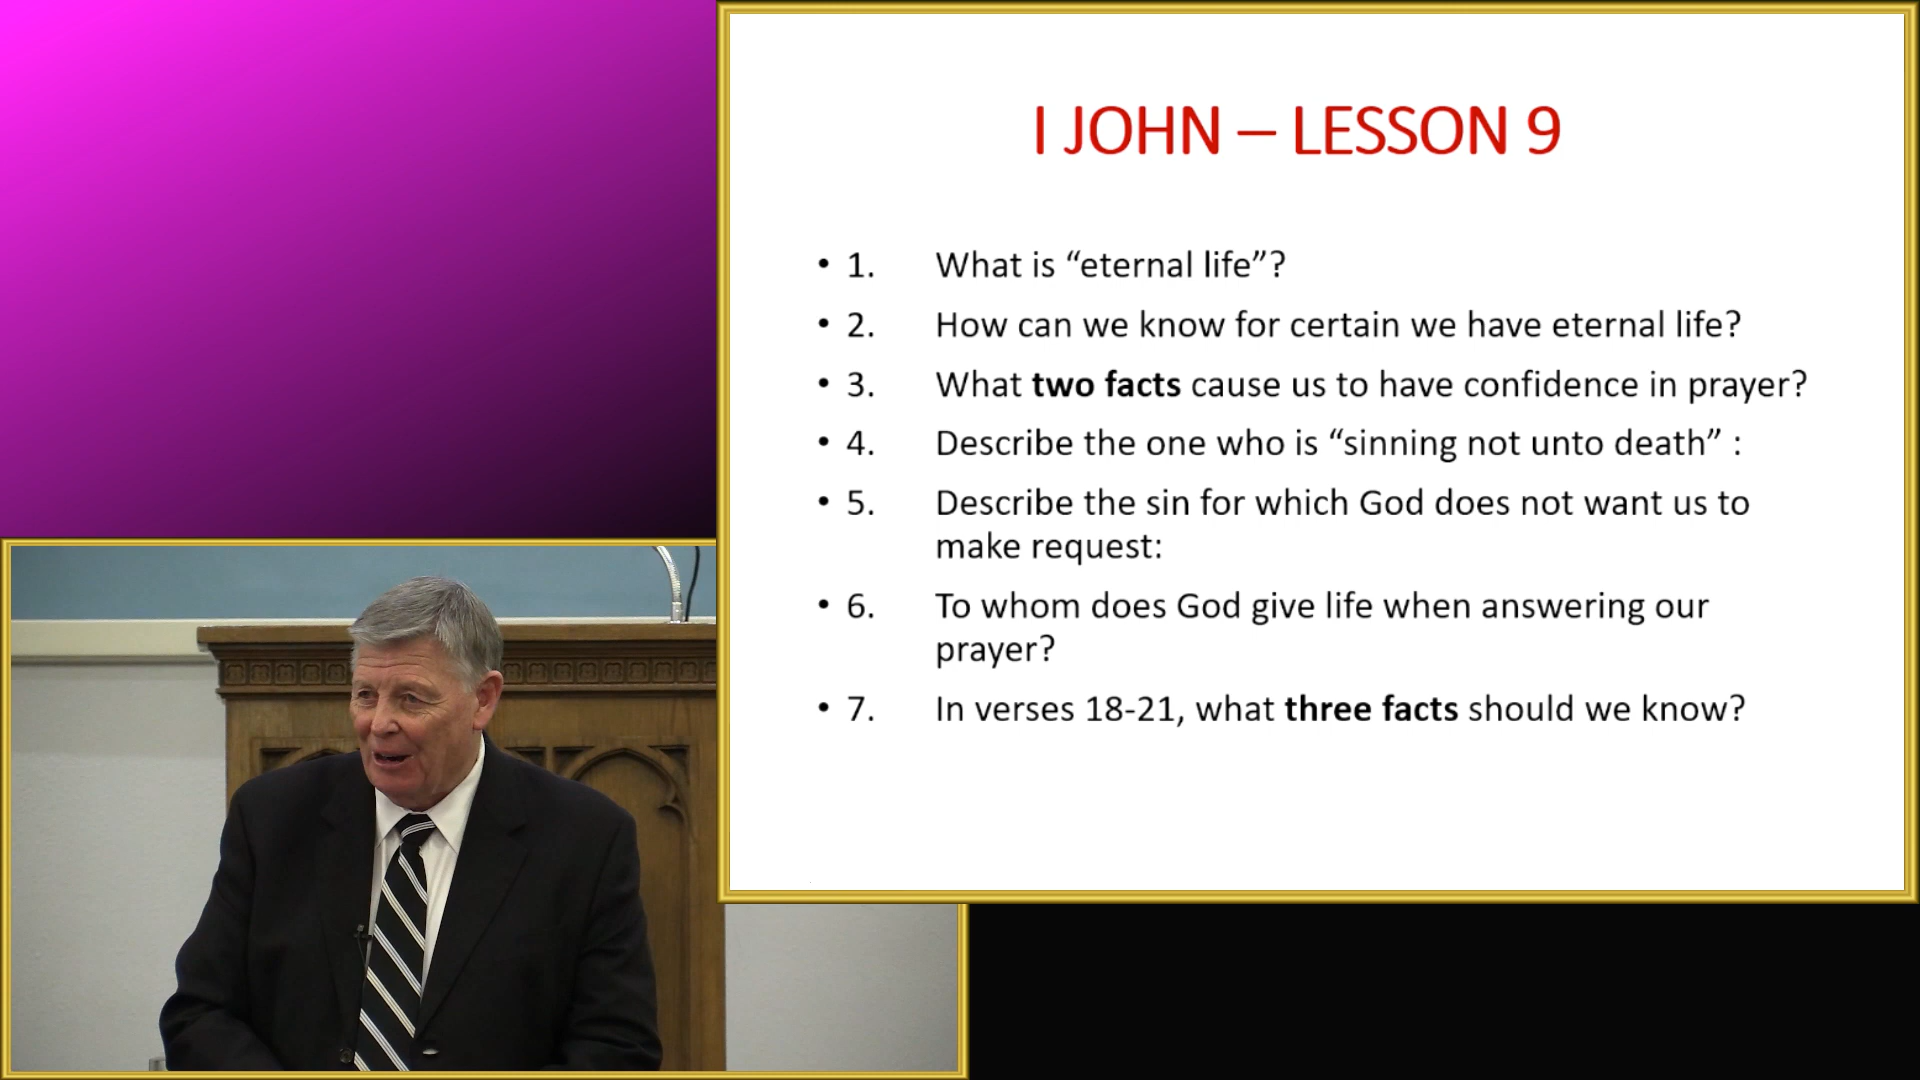 I JOHN – LESSON 9
• 1. What is “eternal life”?
• 2. How can we know for certain we have eternal life?
• 3. What two facts cause us to have confidence in prayer?
• 4. Describe the one who is “sinning not unto death” :
• 5. Describe the sin for which God does not want us to
make request:
• 6. To whom does God give life when answering our
prayer?
• 7. In verses 18-21, what three facts should we know?